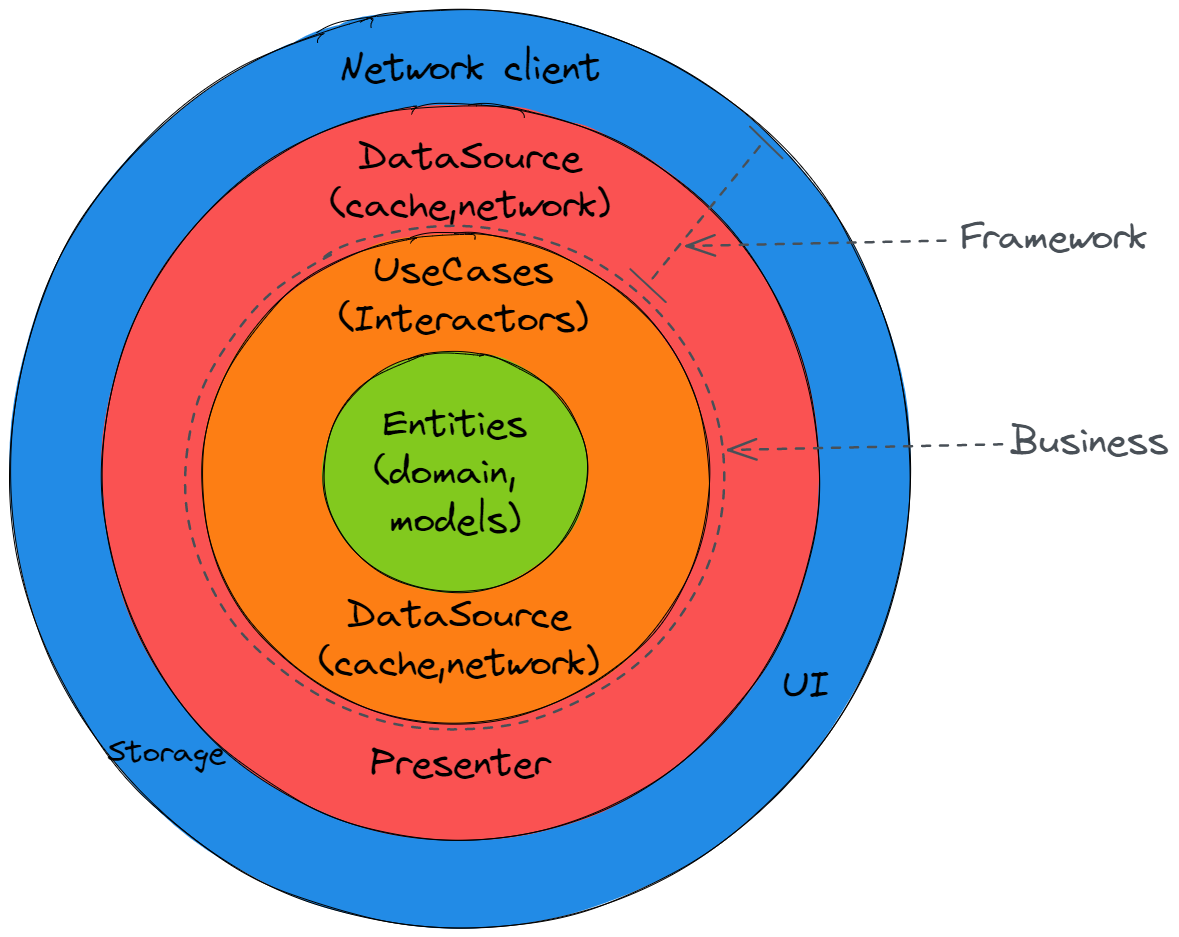 Network client
DataSource
(cache,network)
Framework
UseCases
(Interactors)
Entities
(domain,
models)
Business
DataSource
(cache,network)
UI
Storage
Presenter